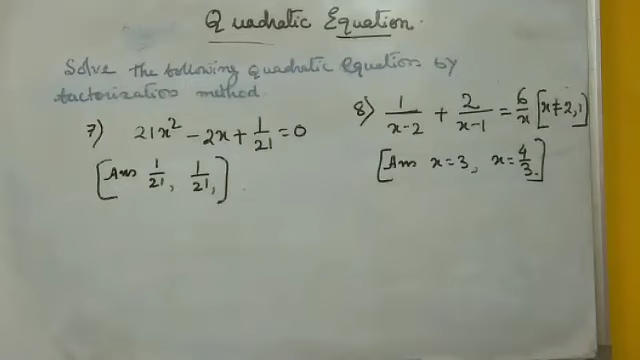 Quadratic Equation.
Solve the following quadratic equation by
factorization method.
7) 21x² - 2x + 1/21 = 0
[Ans 1/21, 1/21,]
8) 1/(x-2) + 2/(x-1) = 6/x [x≠2,1]
[Ans x=3, x=4/3.]